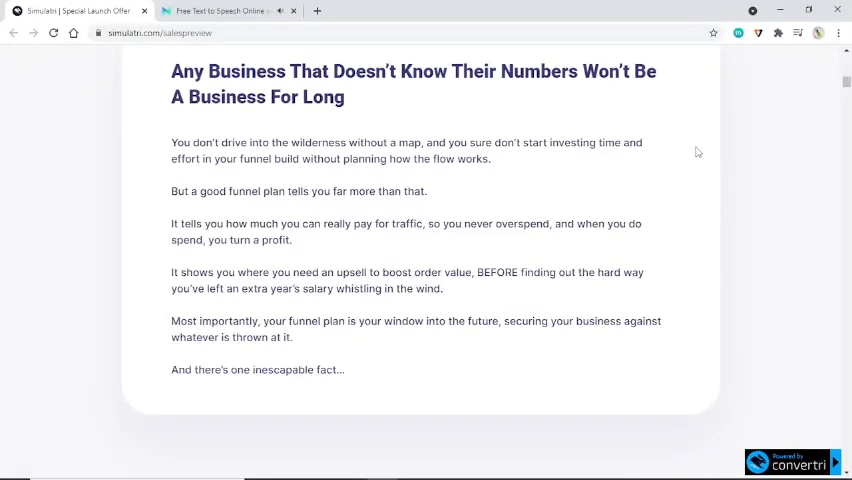 Simulatri | Special Launch Offer
Free Text to Speech Online
simulatri.com/salespreview
Any Business That Doesn’t Know Their Numbers Won’t Be
A Business For Long
You don’t drive into the wilderness without a map, and you sure don’t start investing time and
effort in your funnel build without planning how the flow works.
But a good funnel plan tells you far more than that.
It tells you how much you can really pay for traffic, so you never overspend, and when you do
spend, you turn a profit.
It shows you where you need an upsell to boost order value, BEFORE finding out the hard way
you’ve left an extra year’s salary whistling in the wind.
Most importantly, your funnel plan is your window into the future, securing your business against
whatever is thrown at it.
And there’s one inescapable fact...
Powered by
convertri